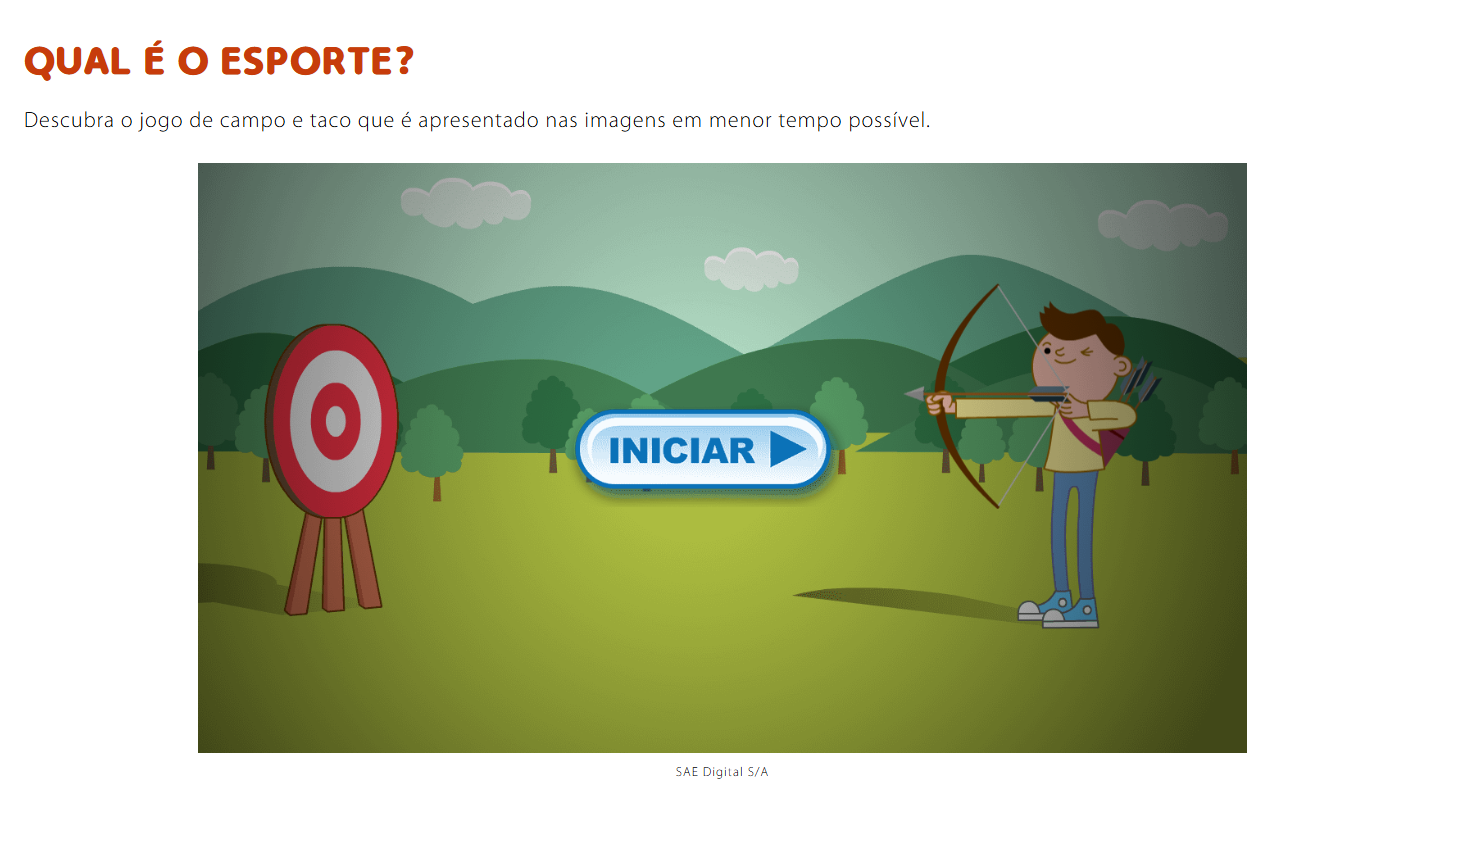 QUAL É O ESPORTE?
Descubra o jogo de campo e taco que é apresentado nas imagens em menor tempo possível.
INICIAR
SAE Digital S/A